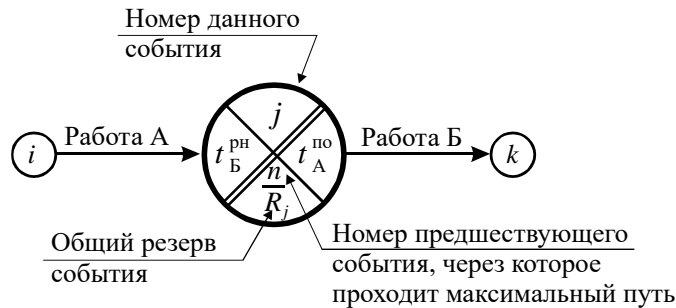 Номер данного
события
j
Работа А
Работа Б
i
t рн Б
t по А
k
n
R j
Общий резерв
события
Номер предшествующего
события, через которое
проходит максимальный путь